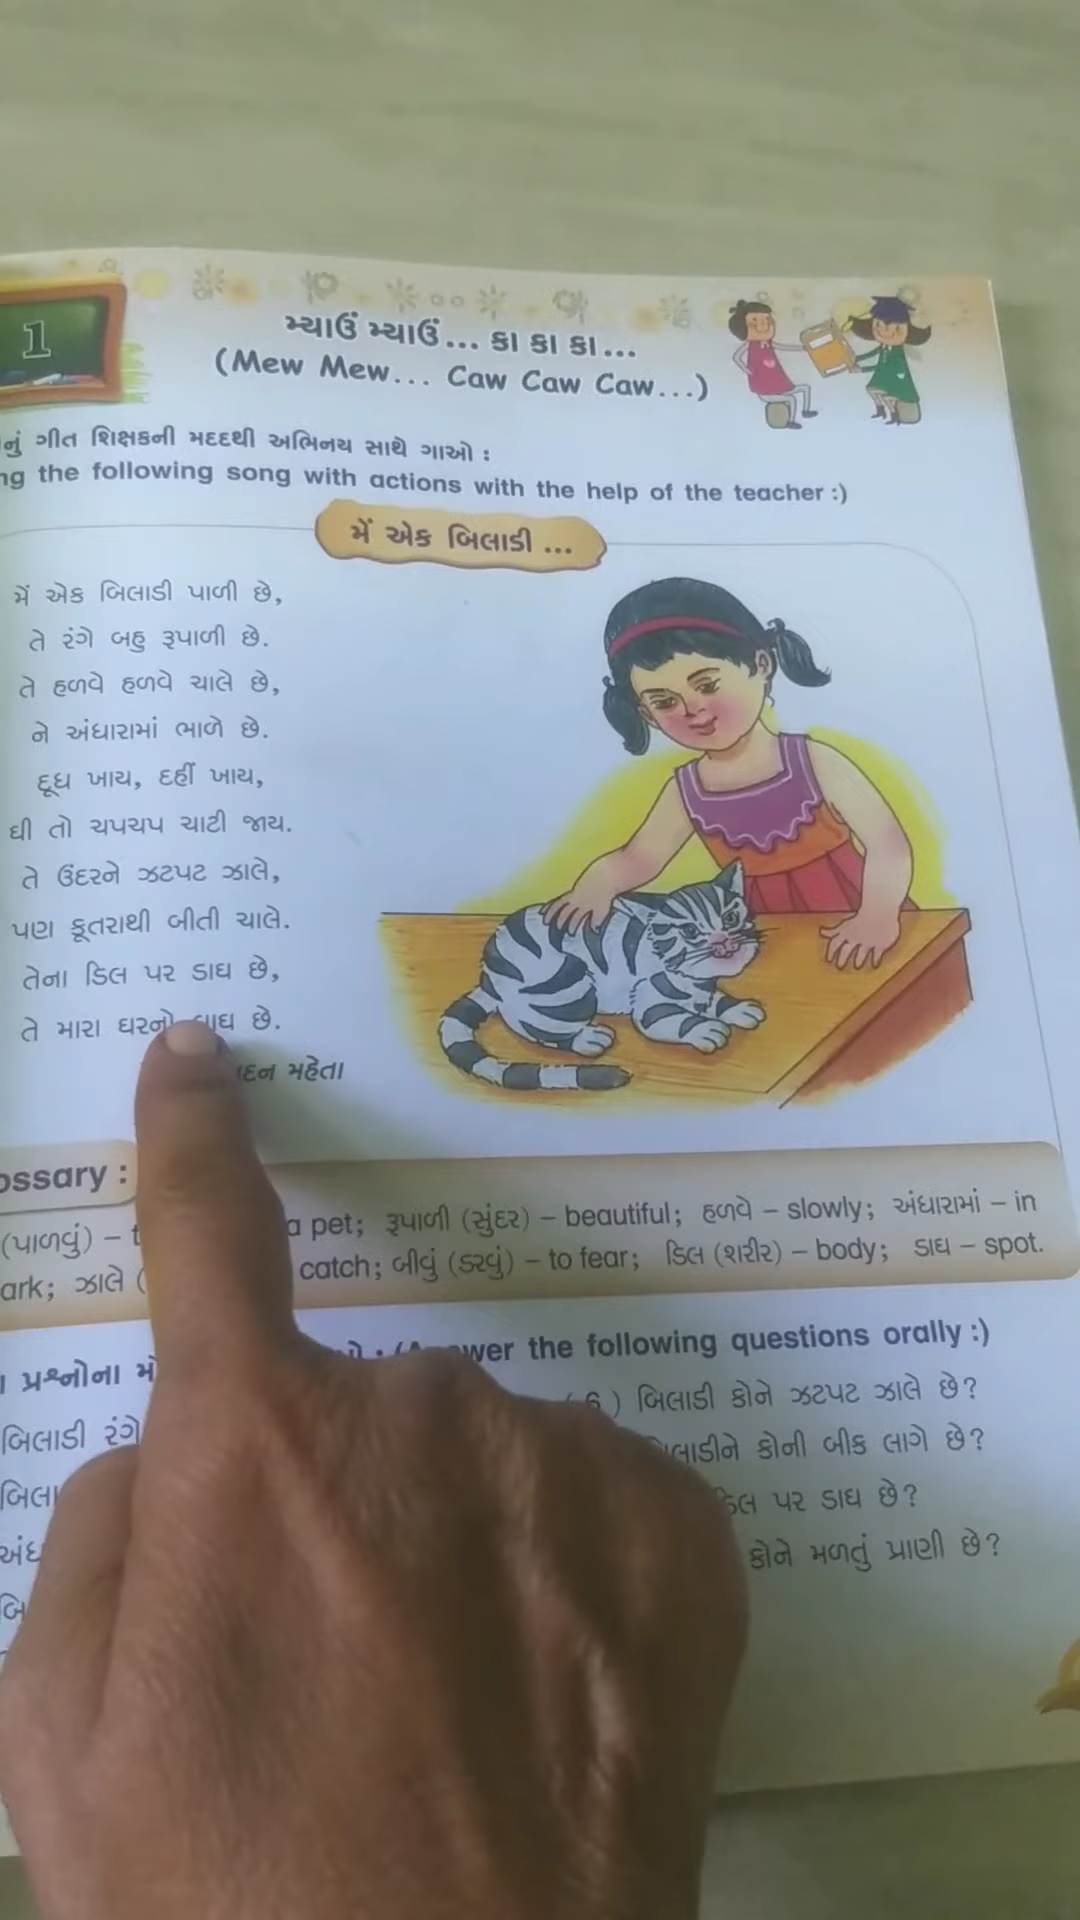 1
મ્યાઉં મ્યાઉં... કા કા કા...
(Mew Mew... Caw Caw Caw...)
ગીત શિક્ષકની મદદથી અભિનય સાથે ગાઓ :
the following song with actions with the help of the teacher :)
મેં એક બિલાડી ...
મેં એક બિલાડી પાળી છે,
તે રંગે બહુ રૂપાળી છે.
તે હળવે હળવે ચાલે છે,
ને અંધારામાં ભાળે છે.
દૂધ ખાય, દહીં ખાય,
ઘી તો ચપચપ ચાટી જાય.
તે ઉંદરને ઝટપટ ઝાલે,
પણ કૂતરાથી બીતી ચાલે.
તેના ડિલ પર ડાઘ છે,
તે મારા ઘરનો વાઘ છે.
મહેતા
(પાળવું) – a pet; રૂપાળી (સુંદર) – beautiful; હળવે – slowly; અંધારામાં – in
ઝાલે ( catch; બીવું (ડરવું) – to fear; ડિલ (શરીર) – body; ડાઘ – spot.
પ્રશ્નોના the following questions orally :)
બિલાડી રંગે
) બિલાડી કોને ઝટપટ ઝાલે છે?
કોની બીક લાગે છે?
પર ડાઘ છે?
કોને મળતું પ્રાણી છે?